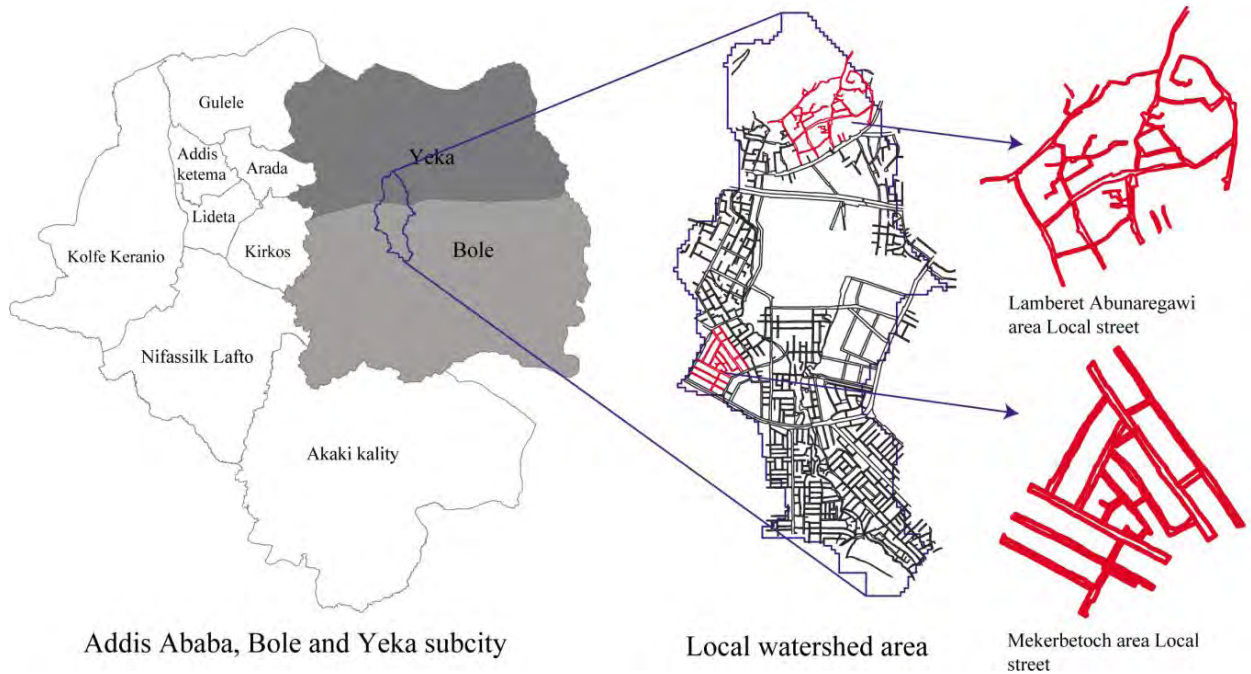 Gulele
Addis
ketema
Arada
Yeka
Lideta
Kolfe Keranio
Kirkos
Bole
Nifassilk Lafto
Akaki kality
Addis Ababa, Bole and Yeka subcity
Local watershed area
Lamberet Abunaregawi
area Local street
Mekerbetoch area Local
street